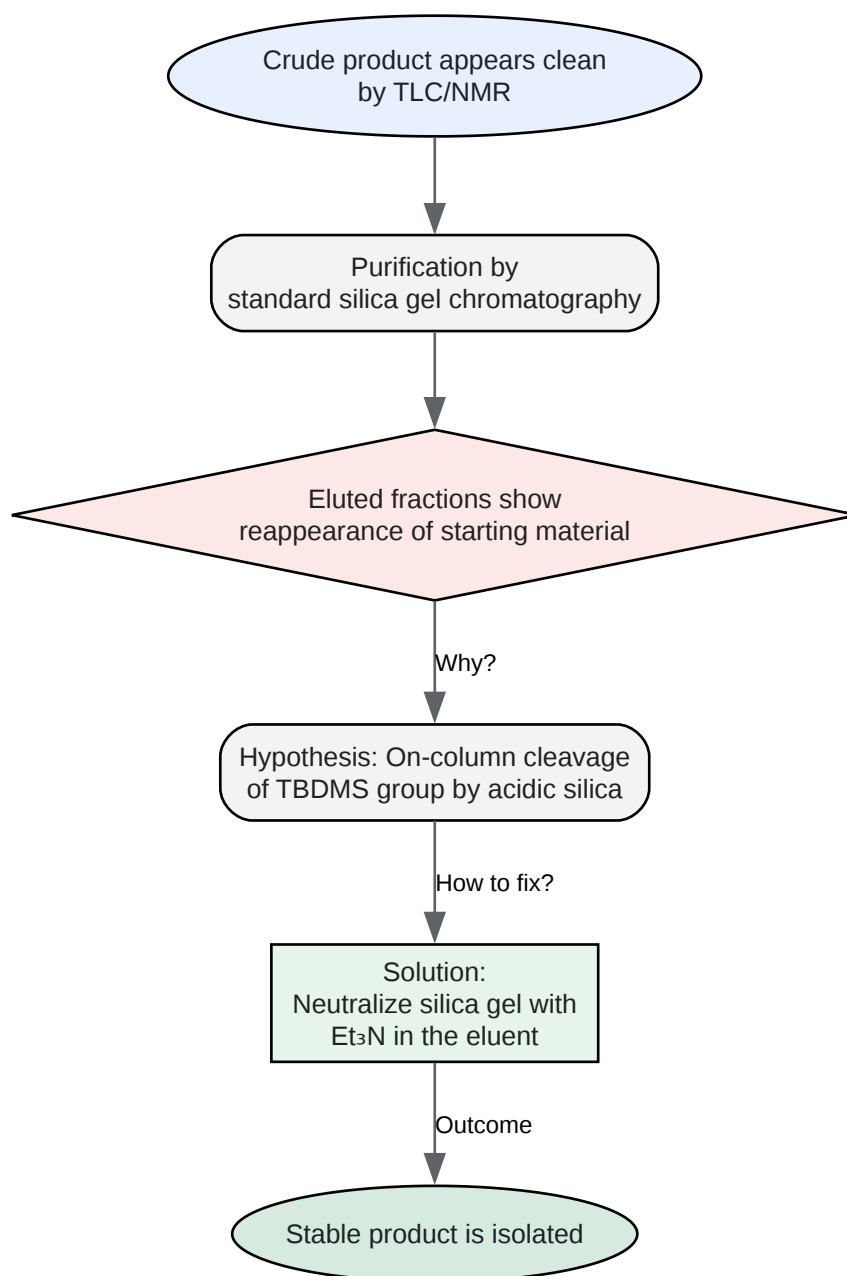 Crude product appears clean
by TLC/NMR
Purification by
standard silica gel chromatography
Eluted fractions show
reappearance of starting material
Why?
Hypothesis: On-column cleavage
of TBDMS group by acidic silica
How to fix?
Solution:
Neutralize silica gel with
Et₃N in the eluent
Outcome
Stable product is isolated